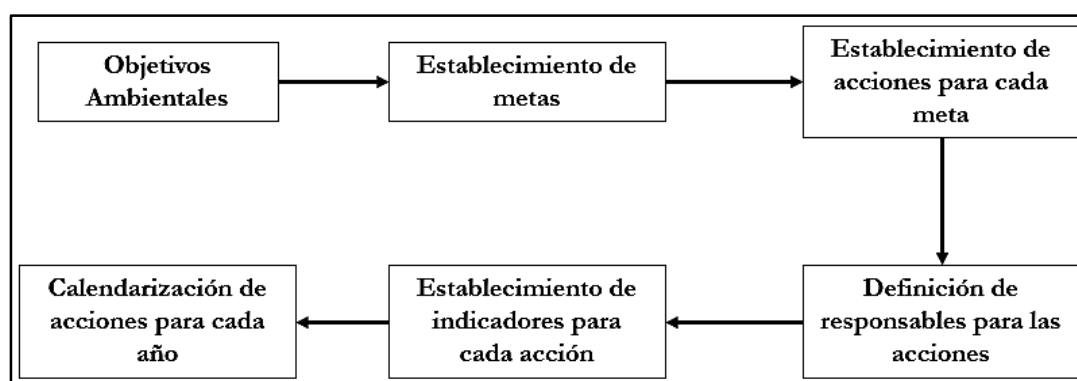 Objetivos
Ambientales
Establecimiento de
metas
Establecimiento de
acciones para cada
meta
Definición de
responsables para las
acciones
Establecimiento de
indicadores para
cada acción
Calendarización de
acciones para cada
año